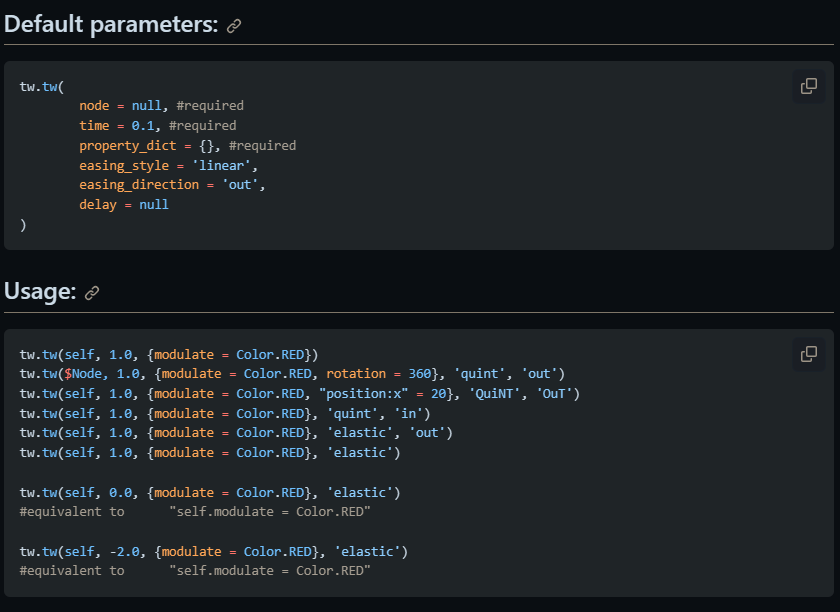 Default parameters:
tw.tw(
        node = null, #required
        time = 0.1, #required
        property_dict = {}, #required
        easing_style = 'linear',
        easing_direction = 'out',
        delay = null
)
Usage:
tw.tw(self, 1.0, {modulate = Color.RED})
tw.tw($Node, 1.0, {modulate = Color.RED, rotation = 360}, 'quint', 'out')
tw.tw(self, 1.0, {modulate = Color.RED, "position:x" = 20}, 'QuiNT', 'OuT')
tw.tw(self, 1.0, {modulate = Color.RED}, 'quint', 'in')
tw.tw(self, 1.0, {modulate = Color.RED}, 'elastic', 'out')
tw.tw(self, 1.0, {modulate = Color.RED}, 'elastic')
tw.tw(self, 0.0, {modulate = Color.RED}, 'elastic')
#equivalent to      "self.modulate = Color.RED"
tw.tw(self, -2.0, {modulate = Color.RED}, 'elastic')
#equivalent to      "self.modulate = Color.RED"